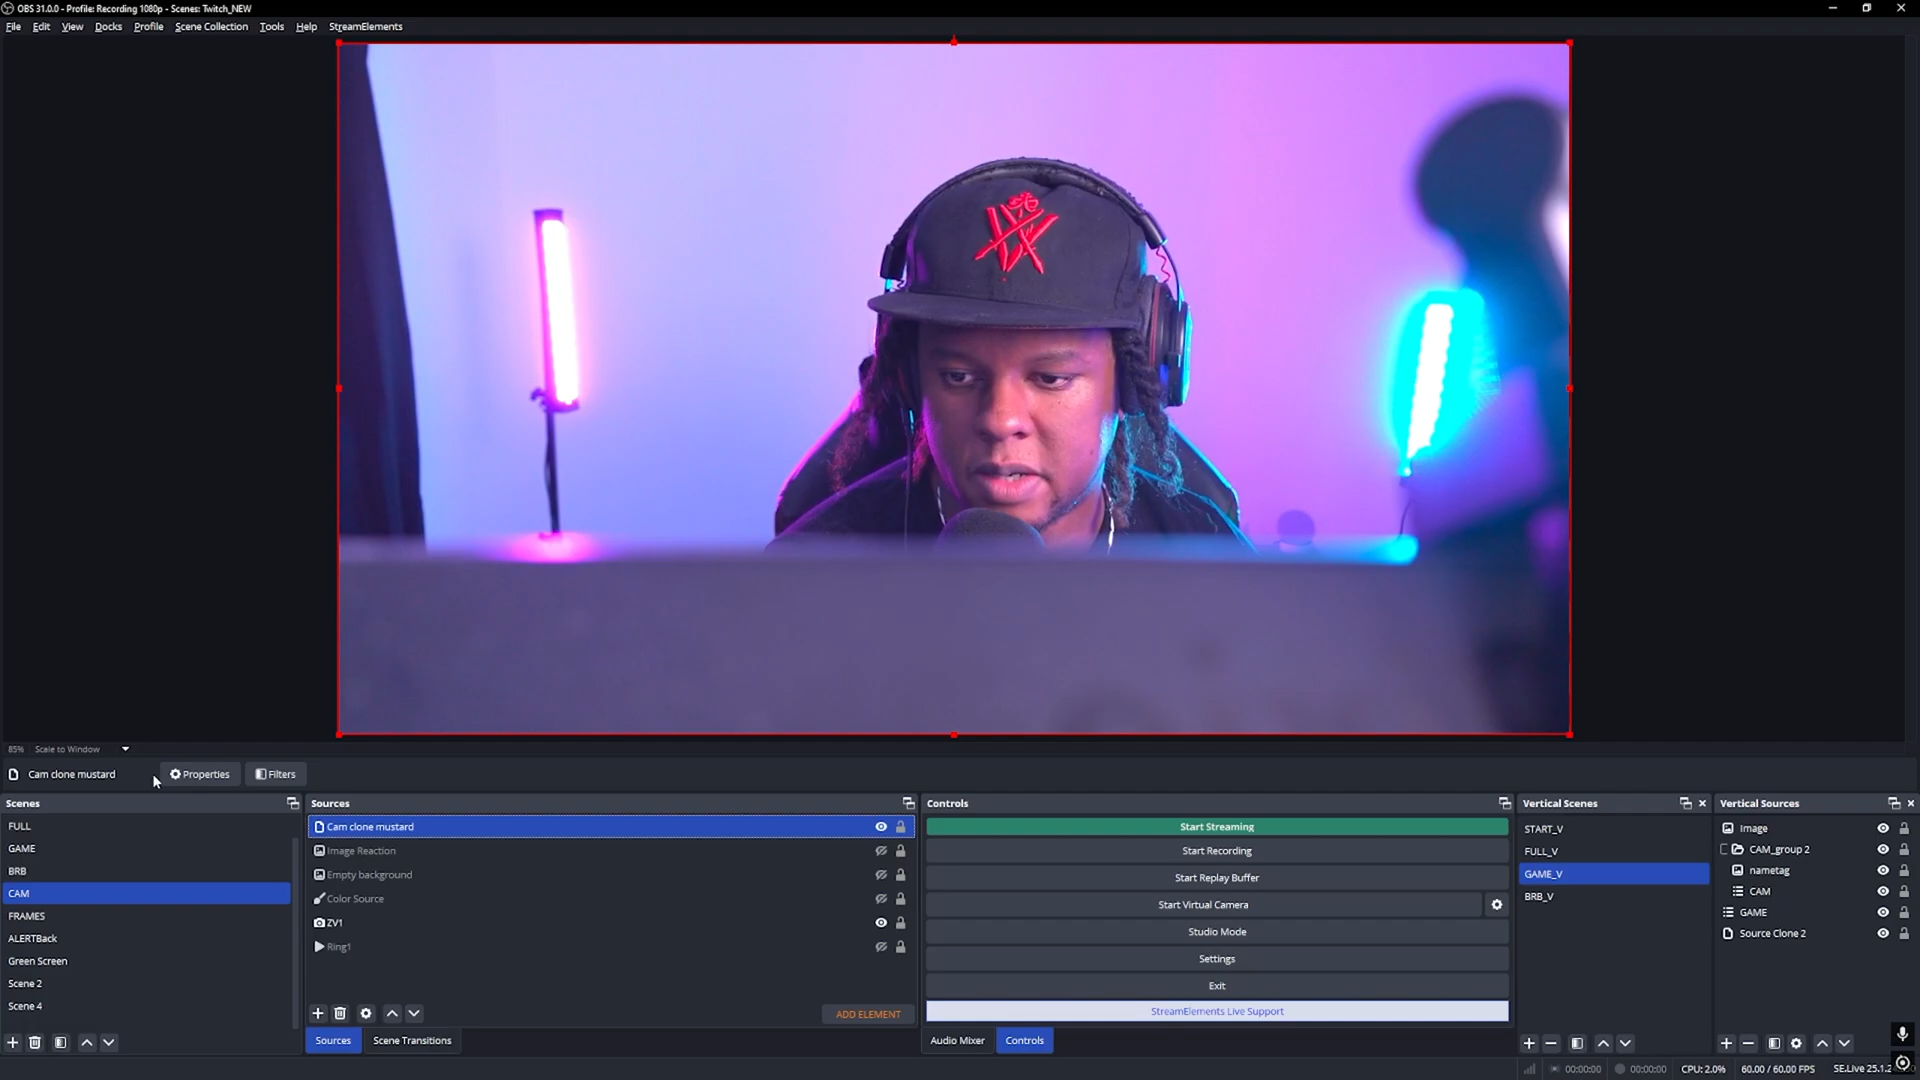 OBS 31.0.0 - Profile: Recording 1080p - Scenes: Twitch_NEW
File Edit View Docks Profile Scene Collection Tools Help StreamElements
85% Scale to Window
Cam clone mustard Properties Filters
Scenes
FULL
GAME
BRB
CAM
FRAMES
ALERTBack
Green Screen
Scene 2
Scene 4
Sources
Cam clone mustard
Image Reaction
Empty background
Color Source
ZV1
Ring1
ADD ELEMENT
Sources Scene Transitions
Controls
Start Streaming
Start Recording
Start Replay Buffer
Start Virtual Camera
Studio Mode
Settings
Exit
StreamElements Live Support
Audio Mixer Controls
Vertical Scenes
START_V
FULL_V
GAME_V
BRB_V
Vertical Sources
Image
CAM_group 2
nametag
CAM
GAME
Source Clone 2
00:00:00 00:00:00 CPU: 2.0% 60.00 / 60.00 FPS SE.Live 25.1.2